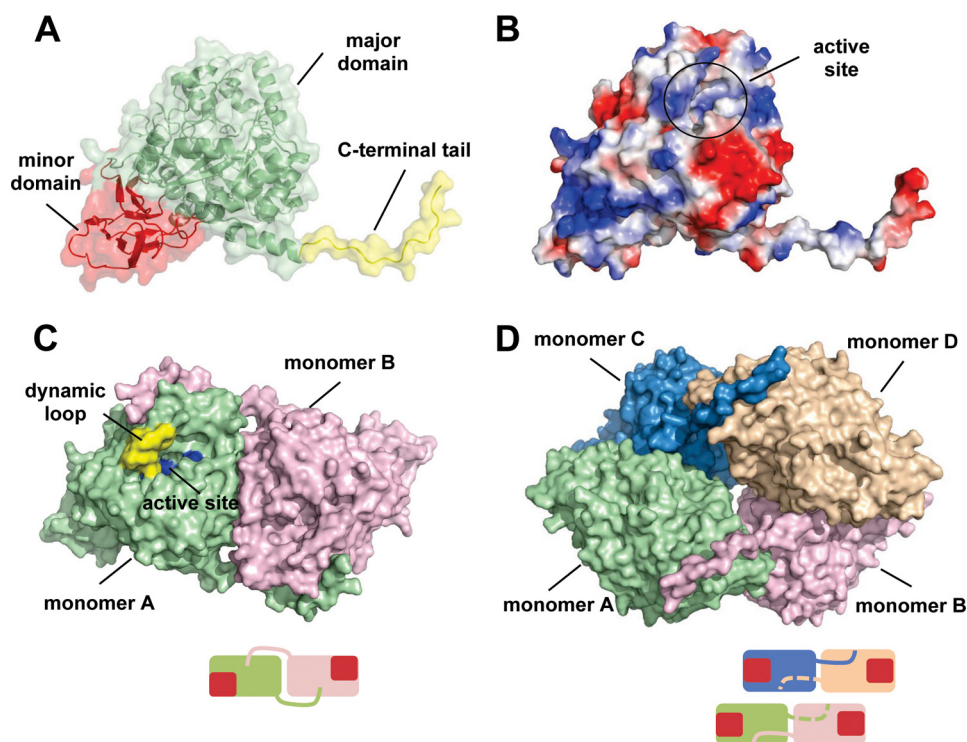 A
major
domain
minor
domain
C-terminal tail
B
active
site
C
monomer B
dynamic
loop
active site
monomer A
D
monomer C
monomer D
monomer A
monomer B